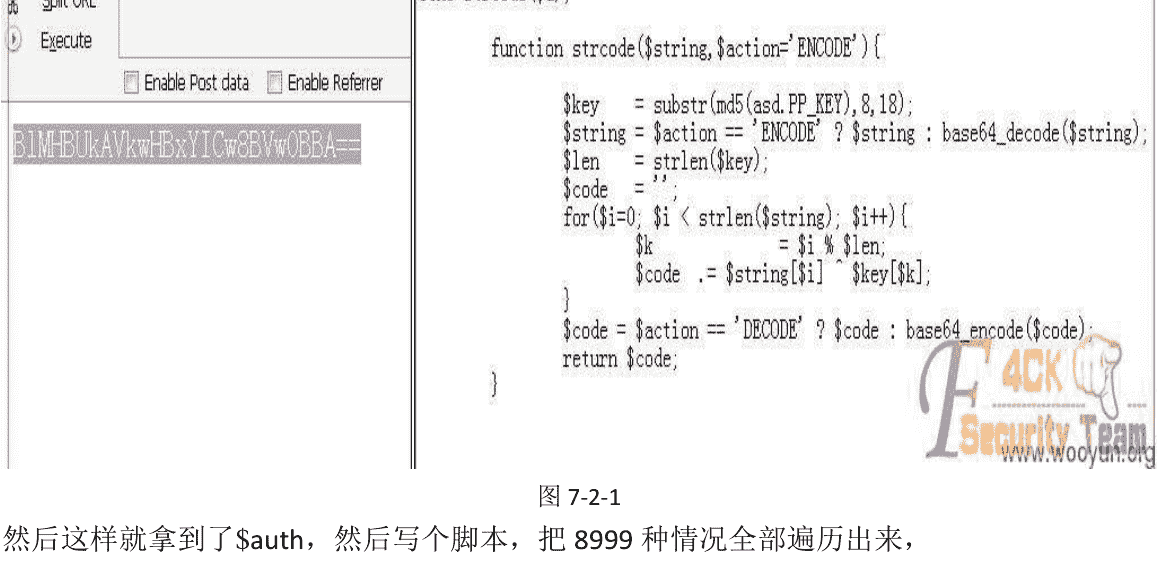 Split URL
Execute
Enable Post data Enable Referrer
B1MHBUkAVkwHBxYICw8BVwOBBA==
function strcode($string,$action='ENCODE'){
$key = substr(md5(asd.PP_KEY),8,18);
$string = $action == 'ENCODE' ? $string : base64_decode($string);
$len = strlen($key);
$code = '';
for($i=0; $i < strlen($string); $i++){
$k = $i % $len;
$code .= $string[$i] ^ $key[$k];
}
$code = $action == 'DECODE' ? $code : base64_encode($code);
return $code;
}
F4CK
Security Team
www.wooyun.org
图 7-2-1
然后这样就拿到了$auth，然后写个脚本，把 8999 种情况全部遍历出来，